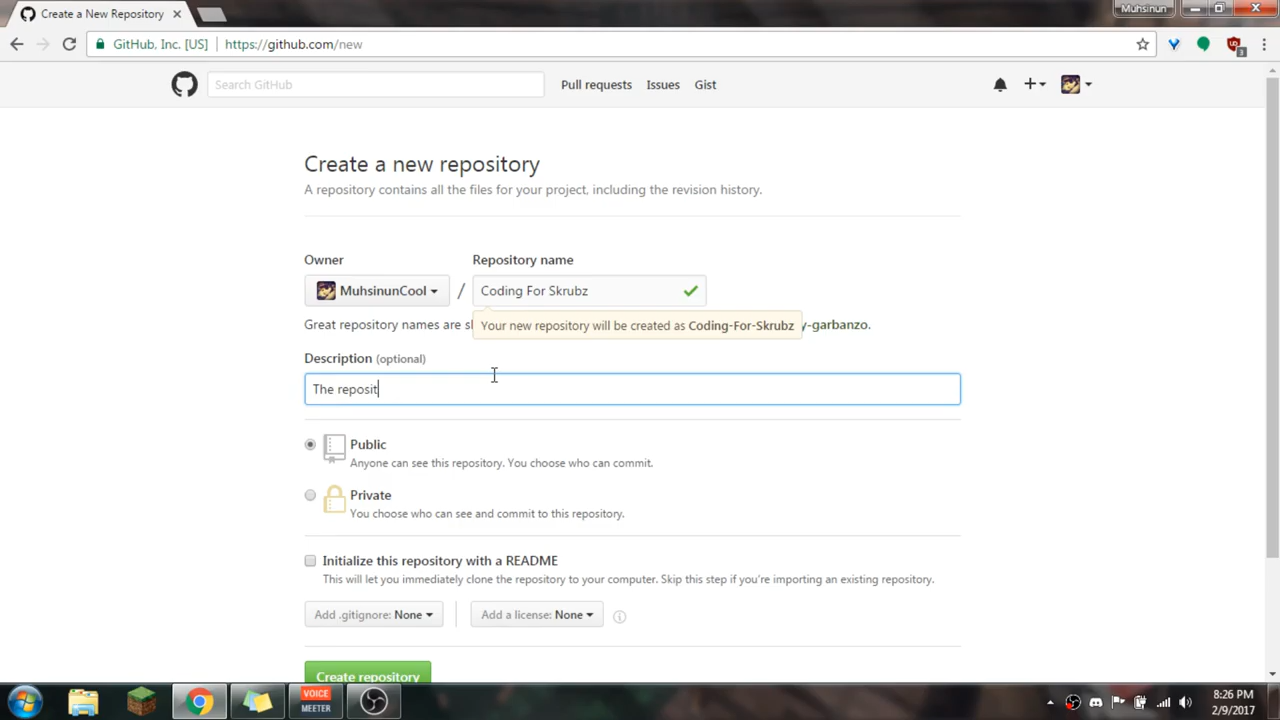 Create a New Repository
Muhsinun
GitHub, Inc. [US] https://github.com/new
3
Search GitHub
Pull requests Issues Gist
Create a new repository
A repository contains all the files for your project, including the revision history.
Owner Repository name
MuhsinunCool / Coding For Skrubz
Great repository names are s
Your new repository will be created as Coding-For-Skrubz
y-garbanzo.
Description (optional)
The reposit
Public
Anyone can see this repository. You choose who can commit.
Private
You choose who can see and commit to this repository.
Initialize this repository with a README
This will let you immediately clone the repository to your computer. Skip this step if you're importing an existing repository.
Add .gitignore: None Add a license: None
Create repository
VOICE
MEETER
8:26 PM
2/9/2017